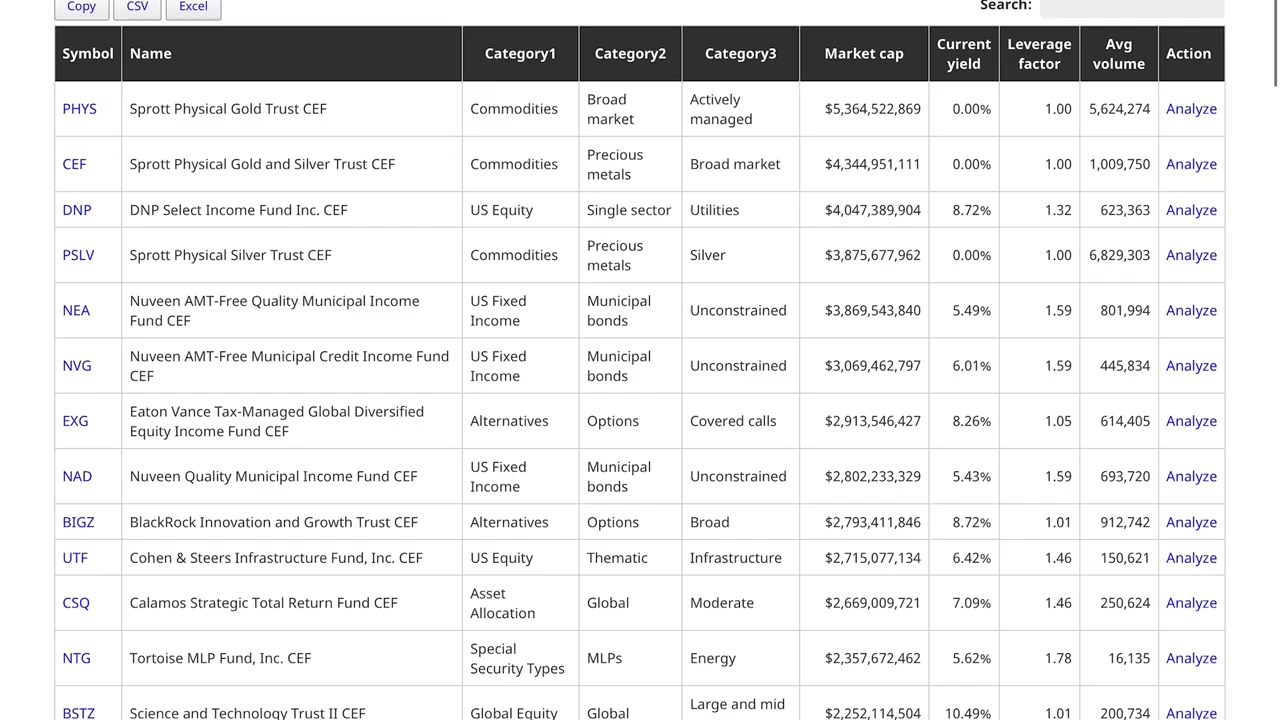 Copy CSV Excel Search:
Symbol Name Category1 Category2 Category3 Market cap Current yield Leverage factor Avg volume Action
PHYS Sprott Physical Gold Trust CEF Commodities Broad market Actively managed $5,364,522,869 0.00% 1.00 5,624,274 Analyze
CEF Sprott Physical Gold and Silver Trust CEF Commodities Precious metals Broad market $4,344,951,111 0.00% 1.00 1,009,750 Analyze
DNP DNP Select Income Fund Inc. CEF US Equity Single sector Utilities $4,047,389,904 8.72% 1.32 623,363 Analyze
PSLV Sprott Physical Silver Trust CEF Commodities Precious metals Silver $3,875,677,962 0.00% 1.00 6,829,303 Analyze
NEA Nuveen AMT-Free Quality Municipal Income Fund CEF US Fixed Income Municipal bonds Unconstrained $3,869,543,840 5.49% 1.59 801,994 Analyze
NVG Nuveen AMT-Free Municipal Credit Income Fund CEF US Fixed Income Municipal bonds Unconstrained $3,069,462,797 6.01% 1.59 445,834 Analyze
EXG Eaton Vance Tax-Managed Global Diversified Equity Income Fund CEF Alternatives Options Covered calls $2,913,546,427 8.26% 1.05 614,405 Analyze
NAD Nuveen Quality Municipal Income Fund CEF US Fixed Income Municipal bonds Unconstrained $2,802,233,329 5.43% 1.59 693,720 Analyze
BIGZ BlackRock Innovation and Growth Trust CEF Alternatives Options Broad $2,793,411,846 8.72% 1.01 912,742 Analyze
UTF Cohen & Steers Infrastructure Fund, Inc. CEF US Equity Thematic Infrastructure $2,715,077,134 6.42% 1.46 150,621 Analyze
CSQ Calamos Strategic Total Return Fund CEF Asset Allocation Global Moderate $2,669,009,721 7.09% 1.46 250,624 Analyze
NTG Tortoise MLP Fund, Inc. CEF Special Security Types MLPs Energy $2,357,672,462 5.62% 1.78 16,135 Analyze
BSTZ Science and Technology Trust II CEF Global Equity Global Large and mid $2,252,114,504 10.49% 1.01 200,734 Analyze